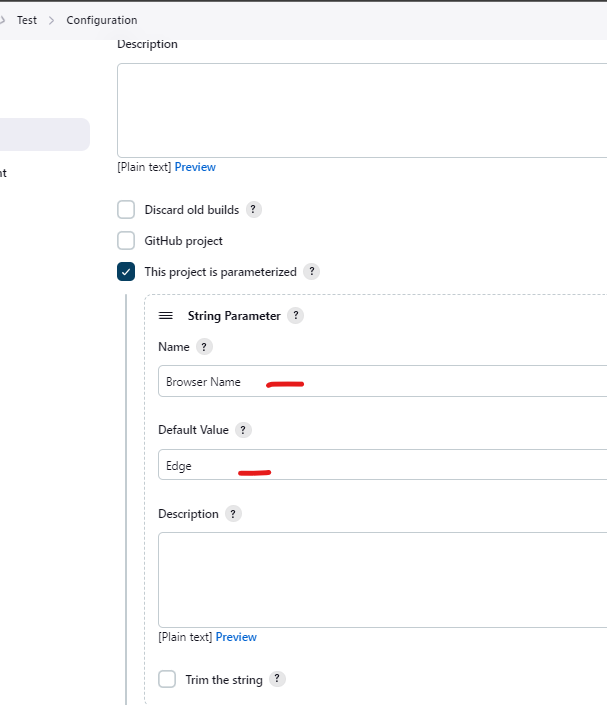 Test > Configuration
Description
[Plain text] Preview
Discard old builds ?
GitHub project
This project is parameterized ?
String Parameter ?
Name ?
Browser Name
Default Value ?
Edge
Description ?
[Plain text] Preview
Trim the string ?